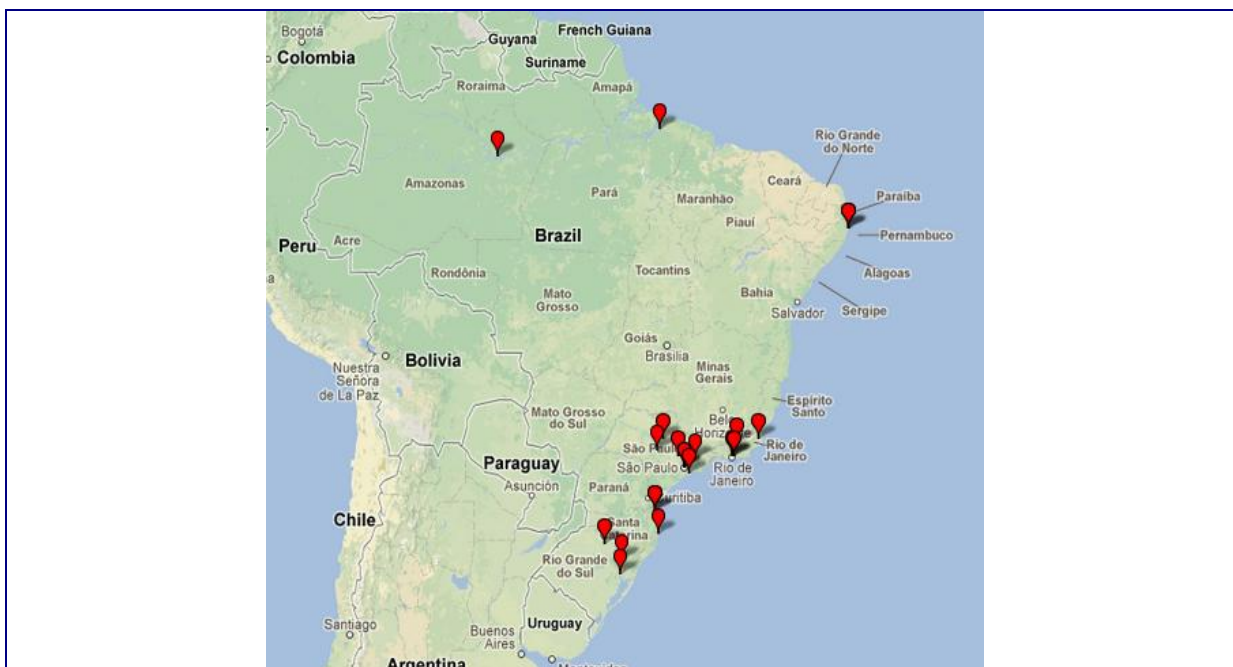 Bogotá
Colombia
Guyana
French Guiana
Suriname
Roraima
Amapá
Rio Grande
do Norte
Amazonas
Pará
Maranhão
Ceará
Paraíba
Piauí
Pernambuco
Peru
Acre
Brazil
Alagoas
Rondônia
Tocantins
Mato
Grosso
Bahia
Salvador
Sergipe
Goiás
Brasilia
Bolivia
Nuestra
Señora
de La Paz
Minas
Gerais
Mato Grosso
do Sul
Espírito
Santo
São Paulo
Rio de
Janeiro
Paraguay
Asunción
São Paulo
Rio de
Janeiro
Paraná
Chile
Santa
Rio Grande
do Sul
Uruguay
Santiago
Buenos
Aires
Argentina